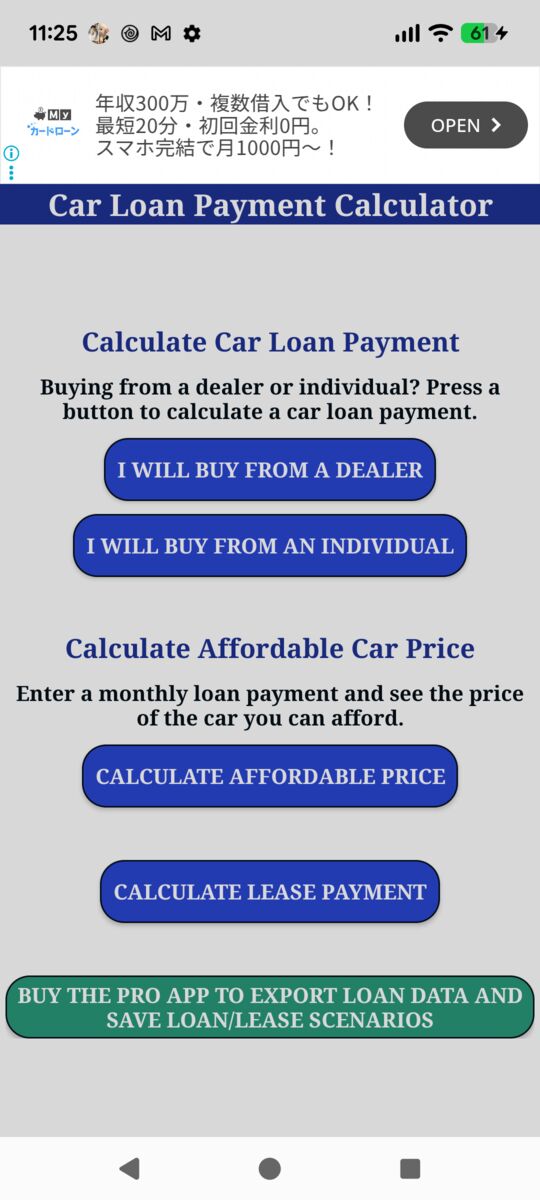 11:25
61
My
カードローン
年収300万・複数借入でもOK！
最短20分・初回金利0円。
スマホ完結で月1000円～！
OPEN
Car Loan Payment Calculator
Calculate Car Loan Payment
Buying from a dealer or individual? Press a
button to calculate a car loan payment.
I WILL BUY FROM A DEALER
I WILL BUY FROM AN INDIVIDUAL
Calculate Affordable Car Price
Enter a monthly loan payment and see the price
of the car you can afford.
CALCULATE AFFORDABLE PRICE
CALCULATE LEASE PAYMENT
BUY THE PRO APP TO EXPORT LOAN DATA AND
SAVE LOAN/LEASE SCENARIOS